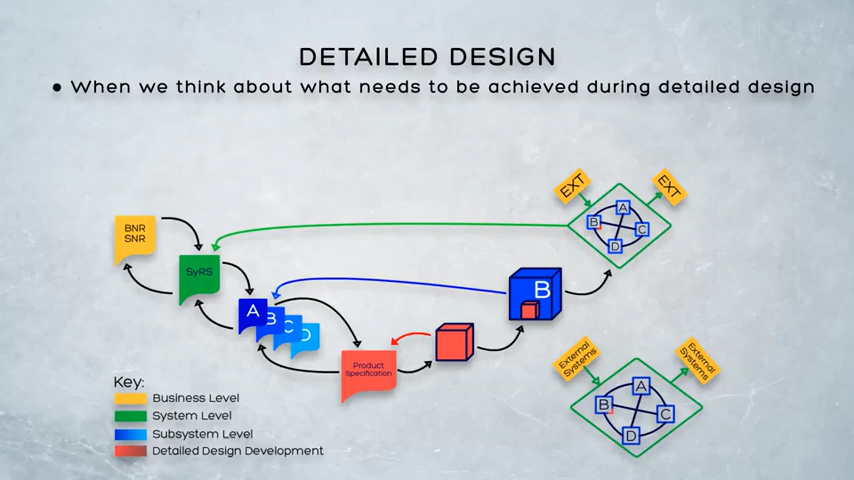 DETAILED DESIGN
• When we think about what needs to be achieved during detailed design
EXT
EXT
A
B
C
D
BNR
SNR
SyRS
B
A
B
C
D
Product
Specification
External
Systems
External
Systems
A
B
C
D
Key:
Business Level
System Level
Subsystem Level
Detailed Design Development